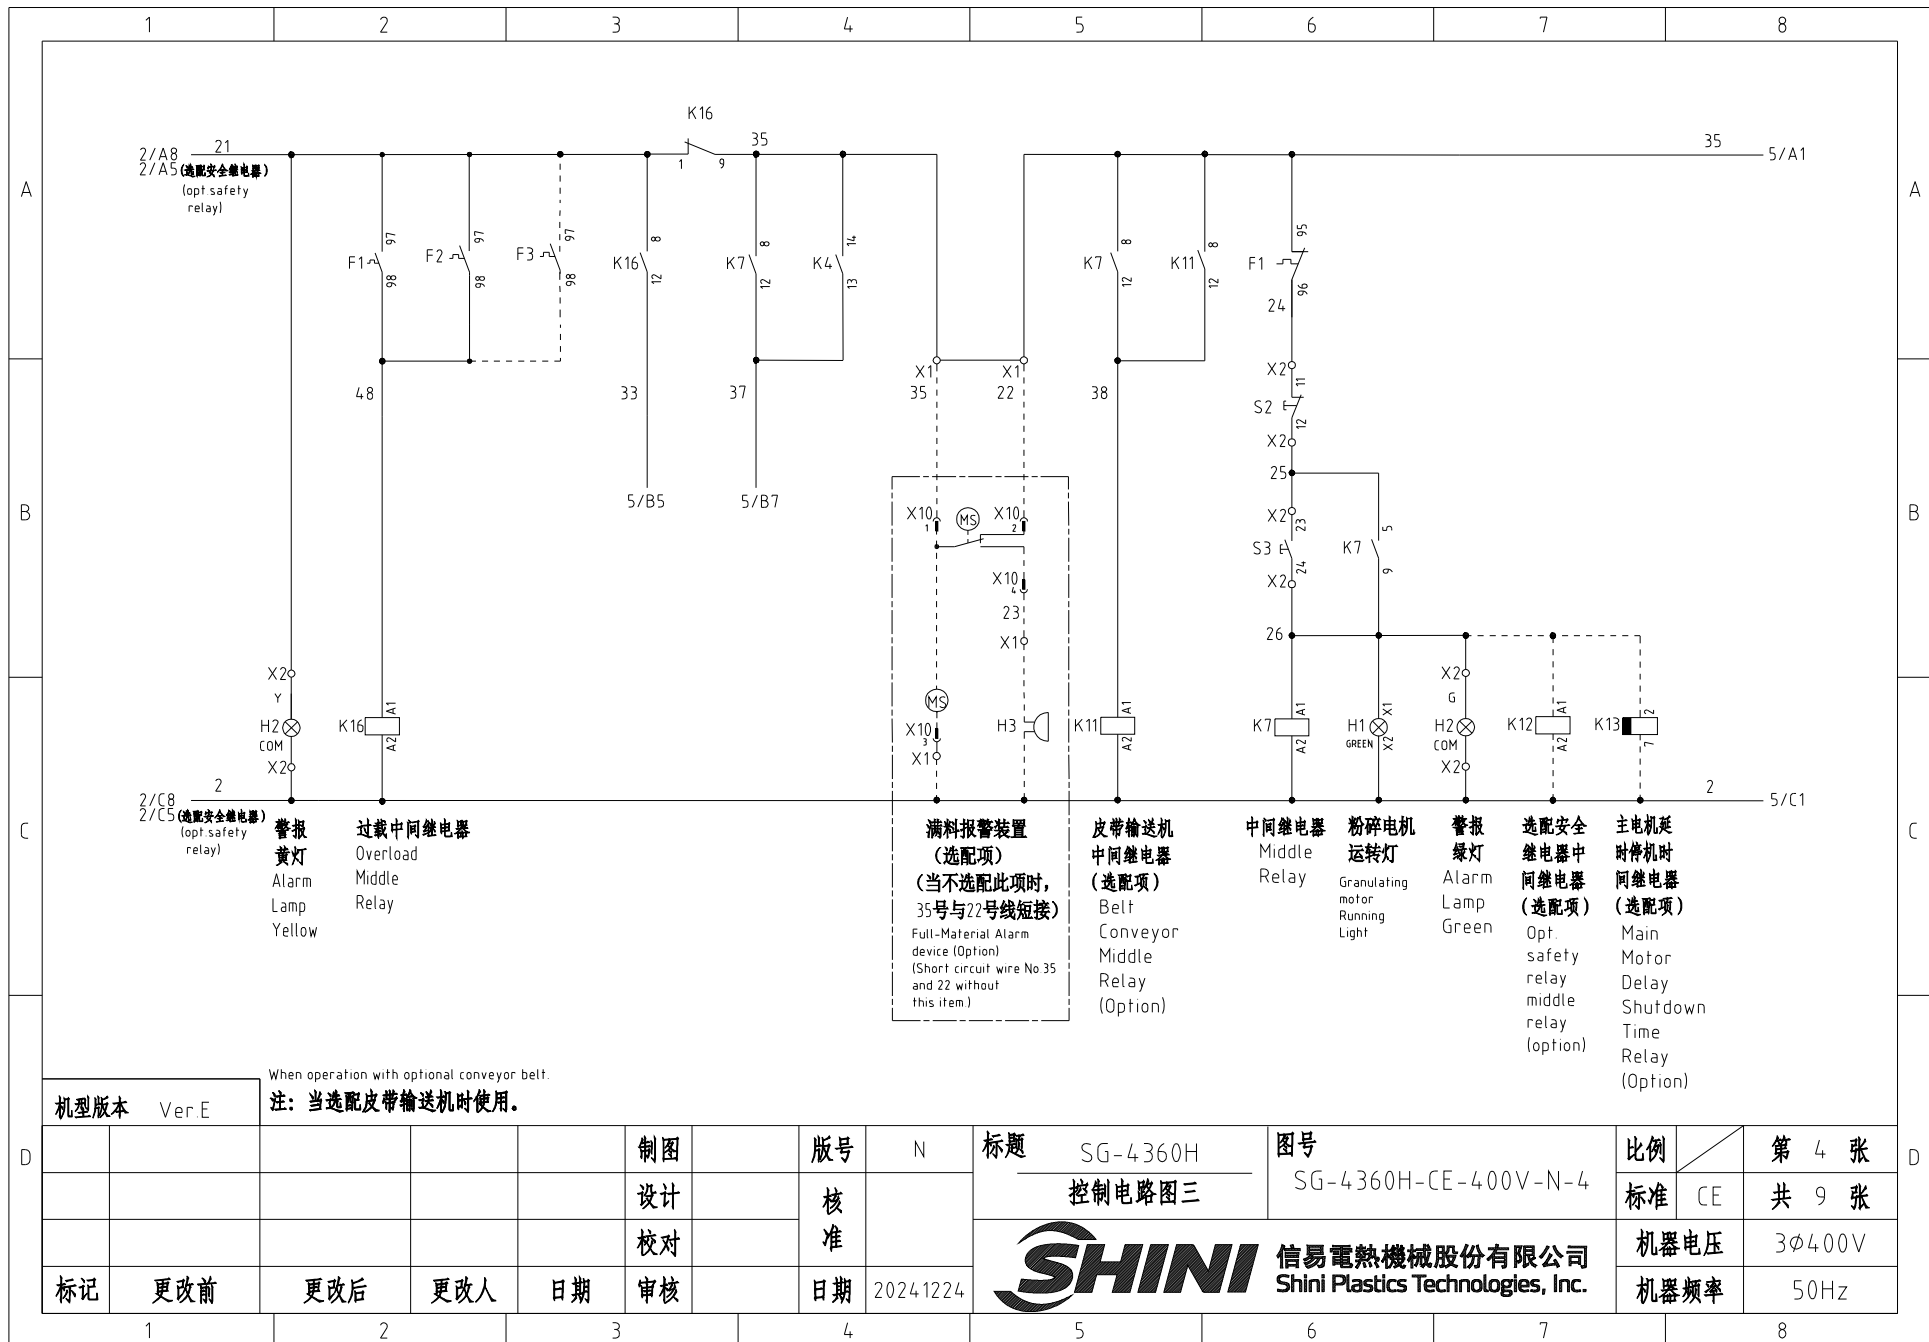 1 2 3 4 5 6 7 8
K16
2/A8 21 35 35 5/A1
2/A5 (选配安全继电器) 1 9
(opt.safety
relay)
A A
F1 97 98
F2 97 98
F3 97 98
K16 8 12
K7 8 12
K4 14 13
K7 8 12
K11 8 12
F1 95 96
24
48 33 37 X1 35 X1 22 38
X2
11
S2
12
X2
25
5/B5 5/B7
B B
X10 1 MS X10 2
X2
23
S3
24
X2
K7 5 9
X10 4
23
X1
26
X2
Y
H2
COM
X2
K16 A1 A2
MS
X10 3
X1
H3
K11 A1 A2
K7 A1 A2
H1 X1
GREEN X2
X2
G
H2
COM
X2
K12 A1 A2
K13 2 7
2/C8 2 2 5/C1
2/C5 (选配安全继电器)
(opt.safety
relay)
C C
警报
黄灯
Alarm
Lamp
Yellow
过载中间继电器
Overload
Middle
Relay
满料报警装置
(选配项)
(当不选配此项时,
35号与22号线短接)
Full-Material Alarm
device (Option)
(Short circuit wire No.35
and 22 without
this item.)
皮带输送机
中间继电器
(选配项)
Belt
Conveyor
Middle
Relay
(Option)
中间继电器
Middle
Relay
粉碎电机
运转灯
Granulating
motor
Running
Light
警报
绿灯
Alarm
Lamp
Green
选配安全
继电器中
间继电器
(选配项)
Opt.
safety
relay
middle
relay
(option)
主电机延
时停机时
间继电器
(选配项)
Main
Motor
Delay
Shutdown
Time
Relay
(Option)
When operation with optional conveyor belt.
注: 当选配皮带输送机时使用。
机型版本 Ver.E
D D
制图 版号 N 标题 SG-4360H 图号 比例 第 4 张
SG-4360H-CE-400V-N-4
设计 核准 控制电路图三 标准 CE 共 9 张
校对 机器电压 3Ø400V
SHINI 信易電熱機械股份有限公司
Shini Plastics Technologies, Inc.
标记 更改前 更改后 更改人 日期 审核 日期 20241224 机器频率 50Hz
1 2 3 4 5 6 7 8